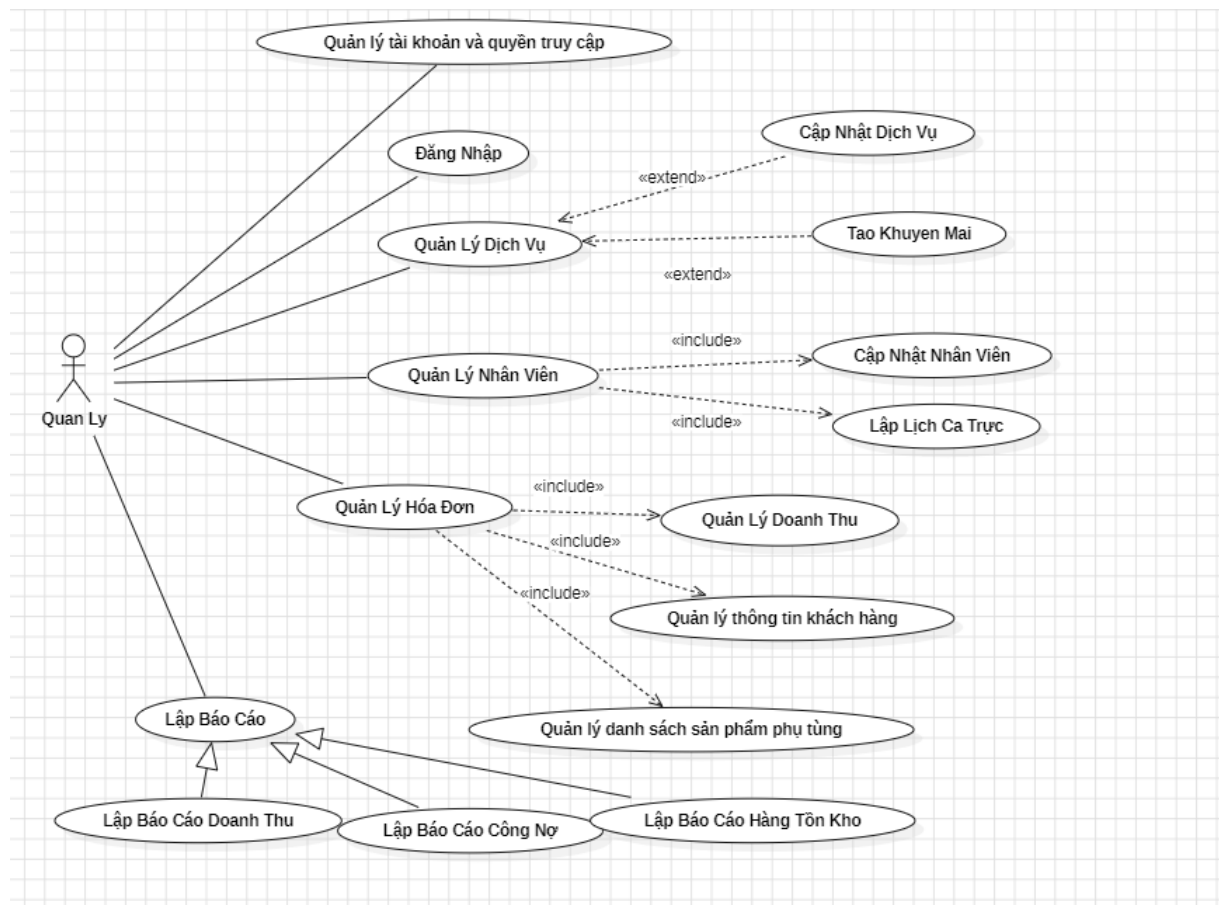 Quản lý tài khoản và quyền truy cập
Cập Nhật Dịch Vụ
Đăng Nhập
«extend»
Quản Lý Dịch Vụ
Tao Khuyen Mai
«extend»
«include»
Cập Nhật Nhân Viên
Quản Lý Nhân Viên
Quan Ly
«include»
Lập Lịch Ca Trực
«include»
Quản Lý Hóa Đơn
Quản Lý Doanh Thu
«include»
«include»
Quản lý thông tin khách hàng
Lập Báo Cáo
Quản lý danh sách sản phẩm phụ tùng
Lập Báo Cáo Doanh Thu
Lập Báo Cáo Công Nợ
Lập Báo Cáo Hàng Tồn Kho